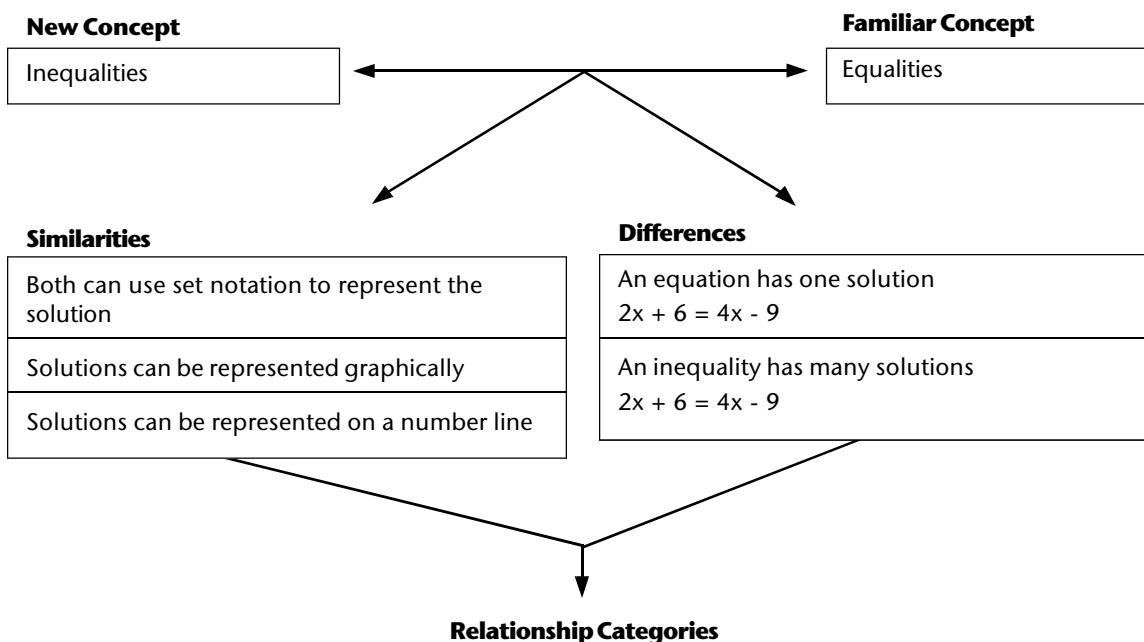 New Concept
Inequalities
Familiar Concept
Equalities
Similarities
Both can use set notation to represent the
solution
Solutions can be represented graphically
Solutions can be represented on a number line
Differences
An equation has one solution
2x + 6 = 4x - 9
An inequality has many solutions
2x + 6 = 4x - 9
Relationship Categories